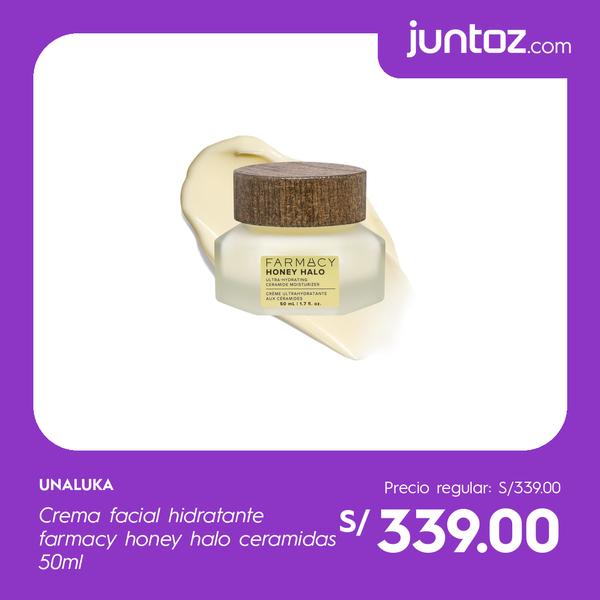 juntoz.com
FARMACY
HONEY HALO
ULTRA-HYDRATING
CERAMIDE MOISTURIZER
CRÈME ULTRAHYDRATANTE
AUX CÉRAMIDES
50 mL | 1.7 fl. oz.
UNALUKA
Crema facial hidratante
farmacy honey halo ceramidas
50ml
Precio regular: S/339.00
S/ 339.00